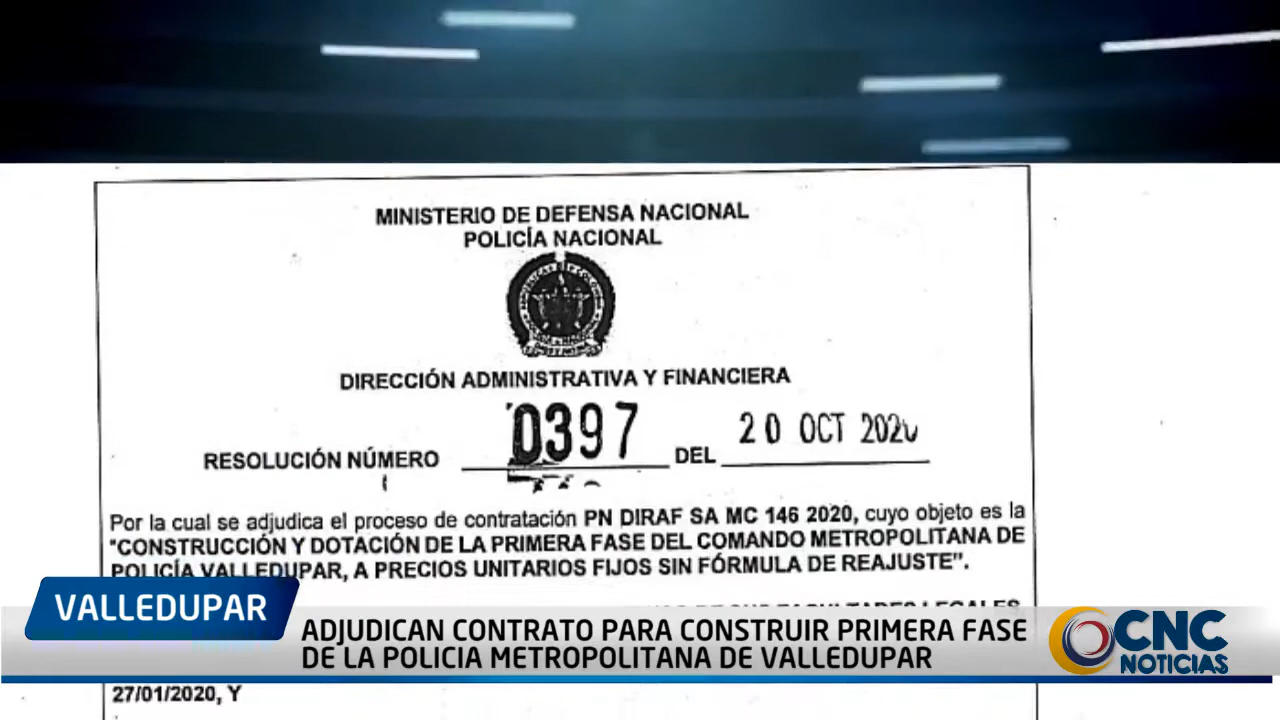 MINISTERIO DE DEFENSA NACIONAL
POLICÍA NACIONAL
DIRECCIÓN ADMINISTRATIVA Y FINANCIERA
RESOLUCIÓN NÚMERO 0397 DEL 20 OCT 2020
Por la cual se adjudica el proceso de contratación PN DIRAF SA MC 146 2020, cuyo objeto es la
"CONSTRUCCIÓN Y DOTACIÓN DE LA PRIMERA FASE DEL COMANDO METROPOLITANA DE
POLICÍA VALLEDUPAR, A PRECIOS UNITARIOS FIJOS SIN FÓRMULA DE REAJUSTE".
VALLEDUPAR
ADJUDICAN CONTRATO PARA CONSTRUIR PRIMERA FASE
DE LA POLICIA METROPOLITANA DE VALLEDUPAR
CNC
NOTICIAS
27/01/2020, Y